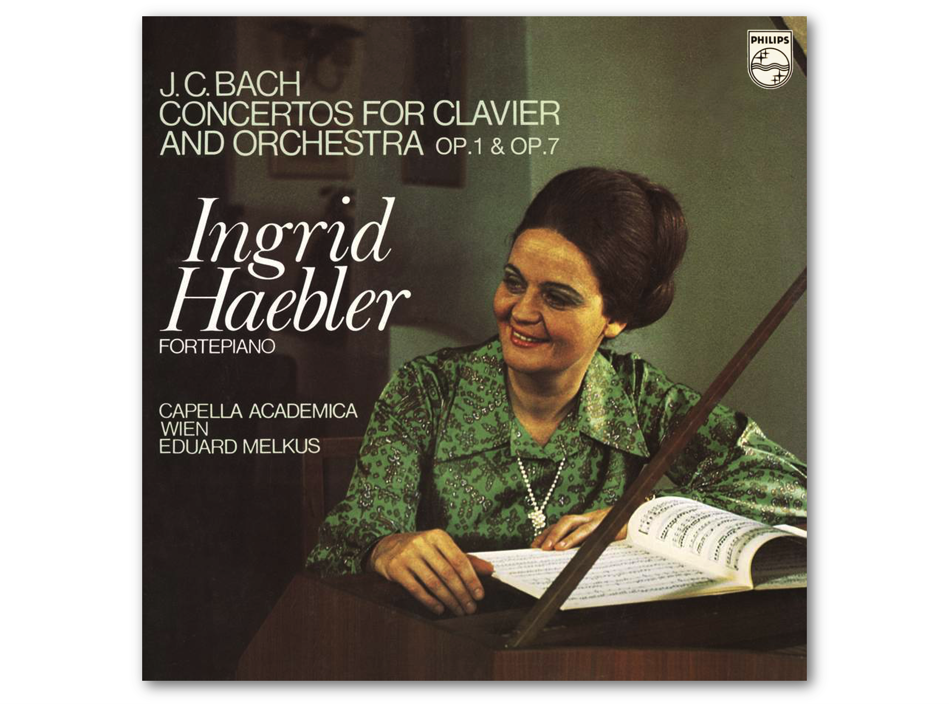 PHILIPS
J.C.BACH
CONCERTOS FOR CLAVIER
AND ORCHESTRA OP.1 & OP.7
Ingrid
Haebler
FORTEPIANO
CAPELLA ACADEMICA
WIEN
EDUARD MELKUS